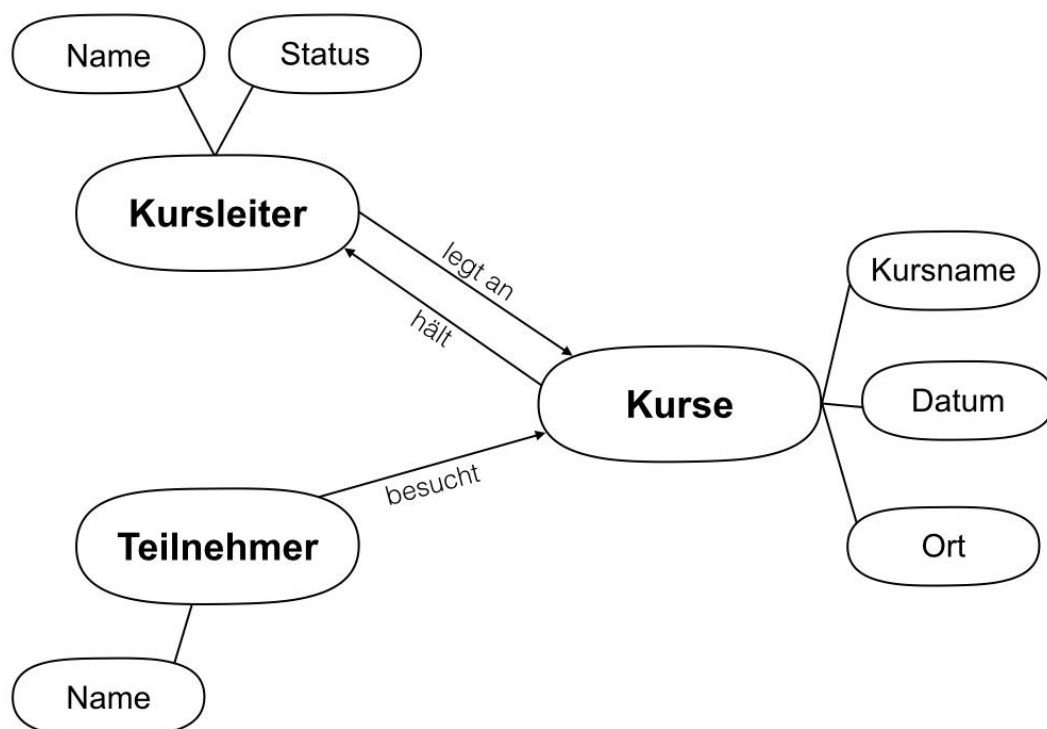 Name
Status
Kursleiter
legt an
hält
Kursname
Kurse
Datum
besucht
Teilnehmer
Ort
Name